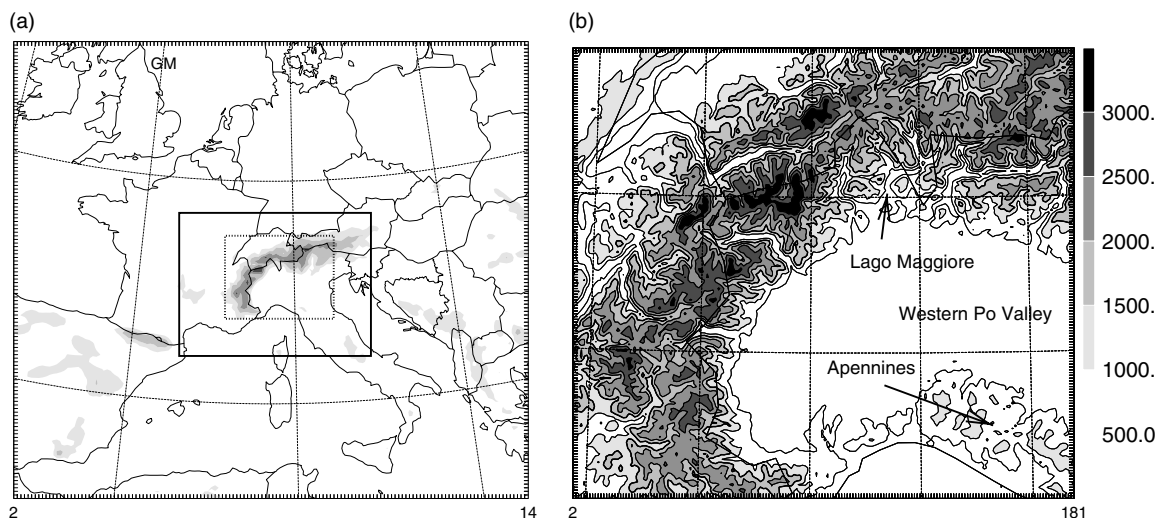 (a)
(b)
GM
3000.
2500.
2000.
1500.
1000.
500.0
Lago Maggiore
Western Po Valley
Apennines
2
14
2
181